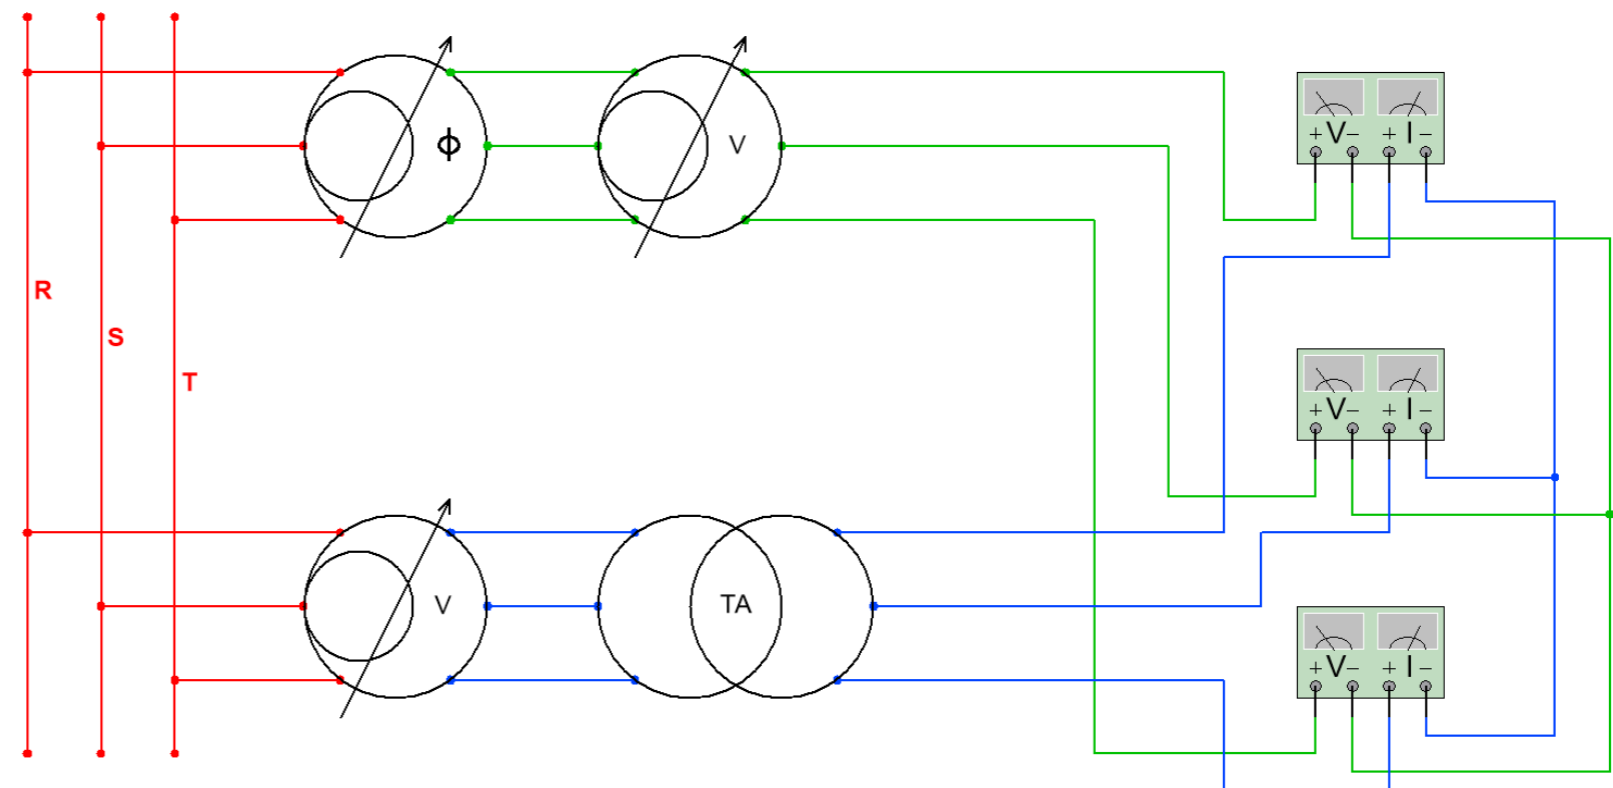 ϕ
V
+ V − + I −
R
S
T
+ V − + I −
V
TA
+ V − + I −